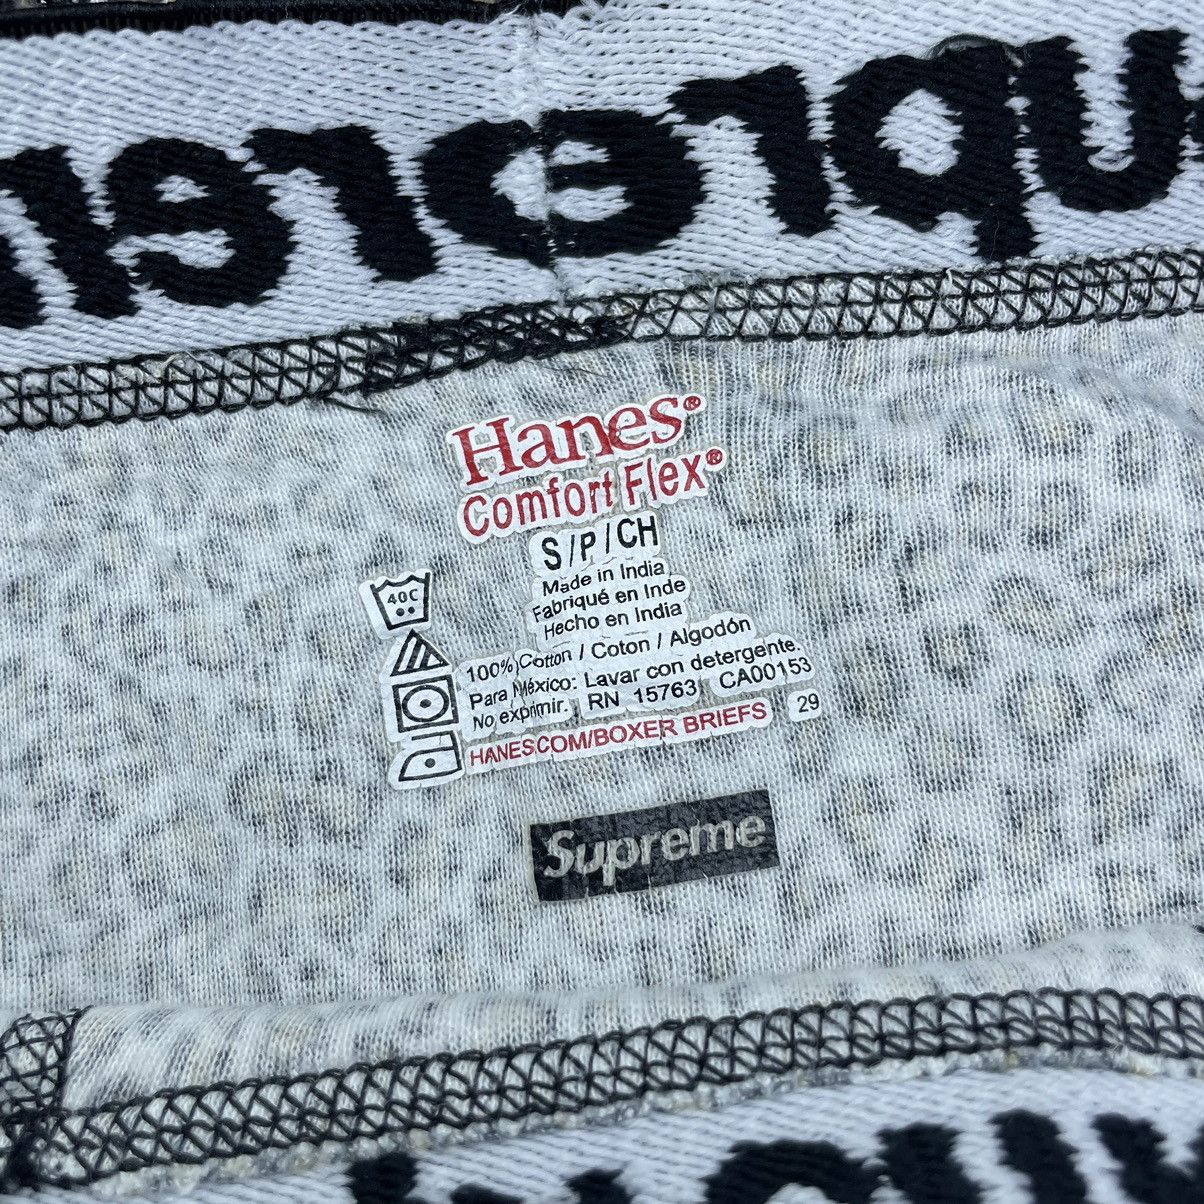 Hanes®
Comfort Flex®
S/P/CH
Made in India
Fabriqué en Inde
Hecho en India
40C
100% Cotton / Coton / Algodón
Para México: Lavar con detergente.
No exprimir. RN 15763 CA00153
HANES.COM/BOXER BRIEFS 29
Supreme